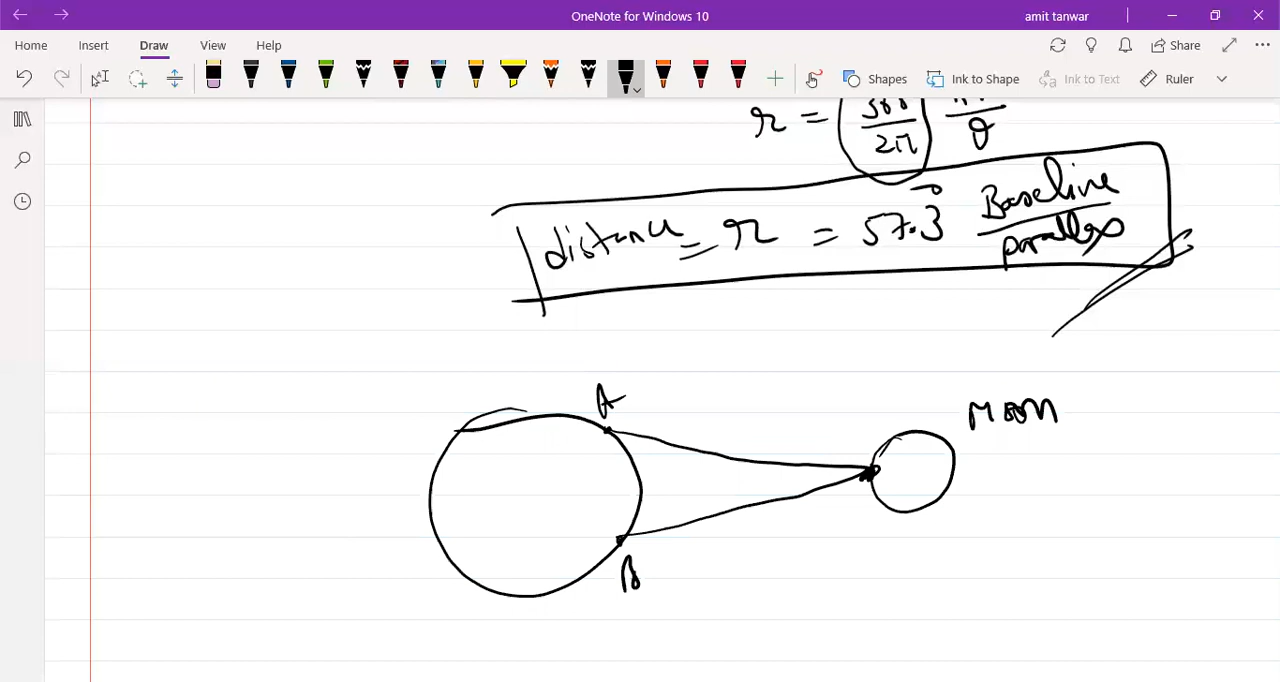 OneNote for Windows 10
amit tanwar
Home Insert Draw View Help
Share
Shapes Ink to Shape Ink to Text Ruler
r = (360/2π) /θ
distance = r = 57.3° Baseline/parallax
A
Moon
B